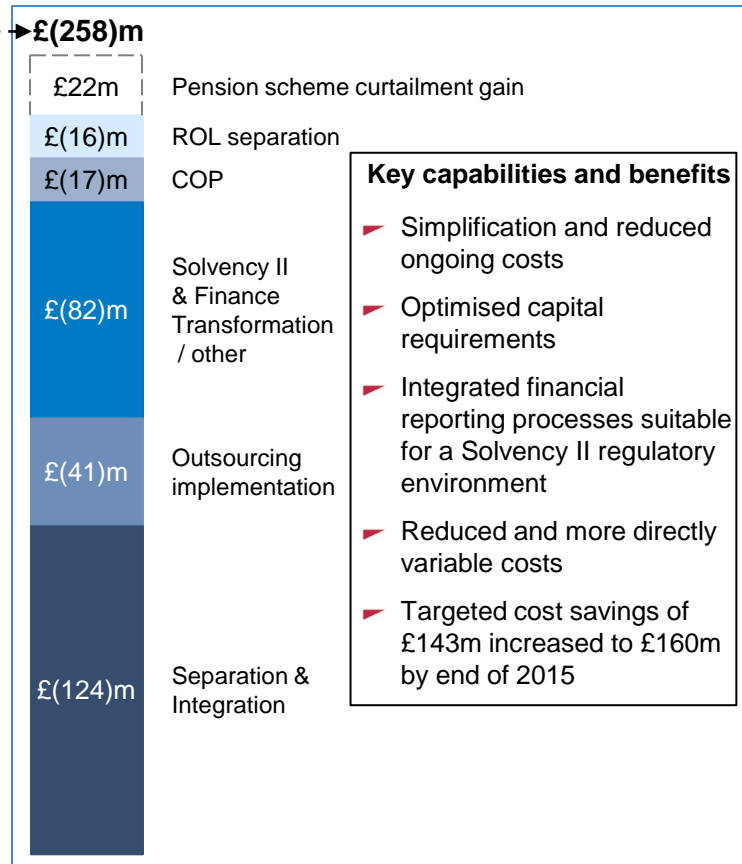 £(258)m
£22m Pension scheme curtailment gain
£(16)m ROL separation
£(17)m COP
£(82)m
Solvency II
& Finance
Transformation
/ other
£(41)m
Outsourcing
implementation
£(124)m
Separation &
Integration
Key capabilities and benefits
Simplification and reduced
ongoing costs
Optimised capital
requirements
Integrated financial
reporting processes suitable
for a Solvency II regulatory
environment
Reduced and more directly
variable costs
Targeted cost savings of
£143m increased to £160m
by end of 2015